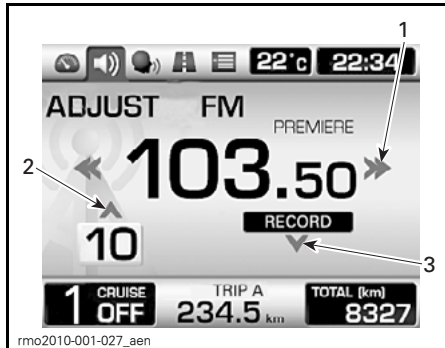 1
22°c 22:34
ADJUST FM
PREMIERE
103.50
2
10
RECORD
3
1 CRUISE OFF
TRIP A
234.5 km
TOTAL (km)
8327
rmo2010-001-027_aen